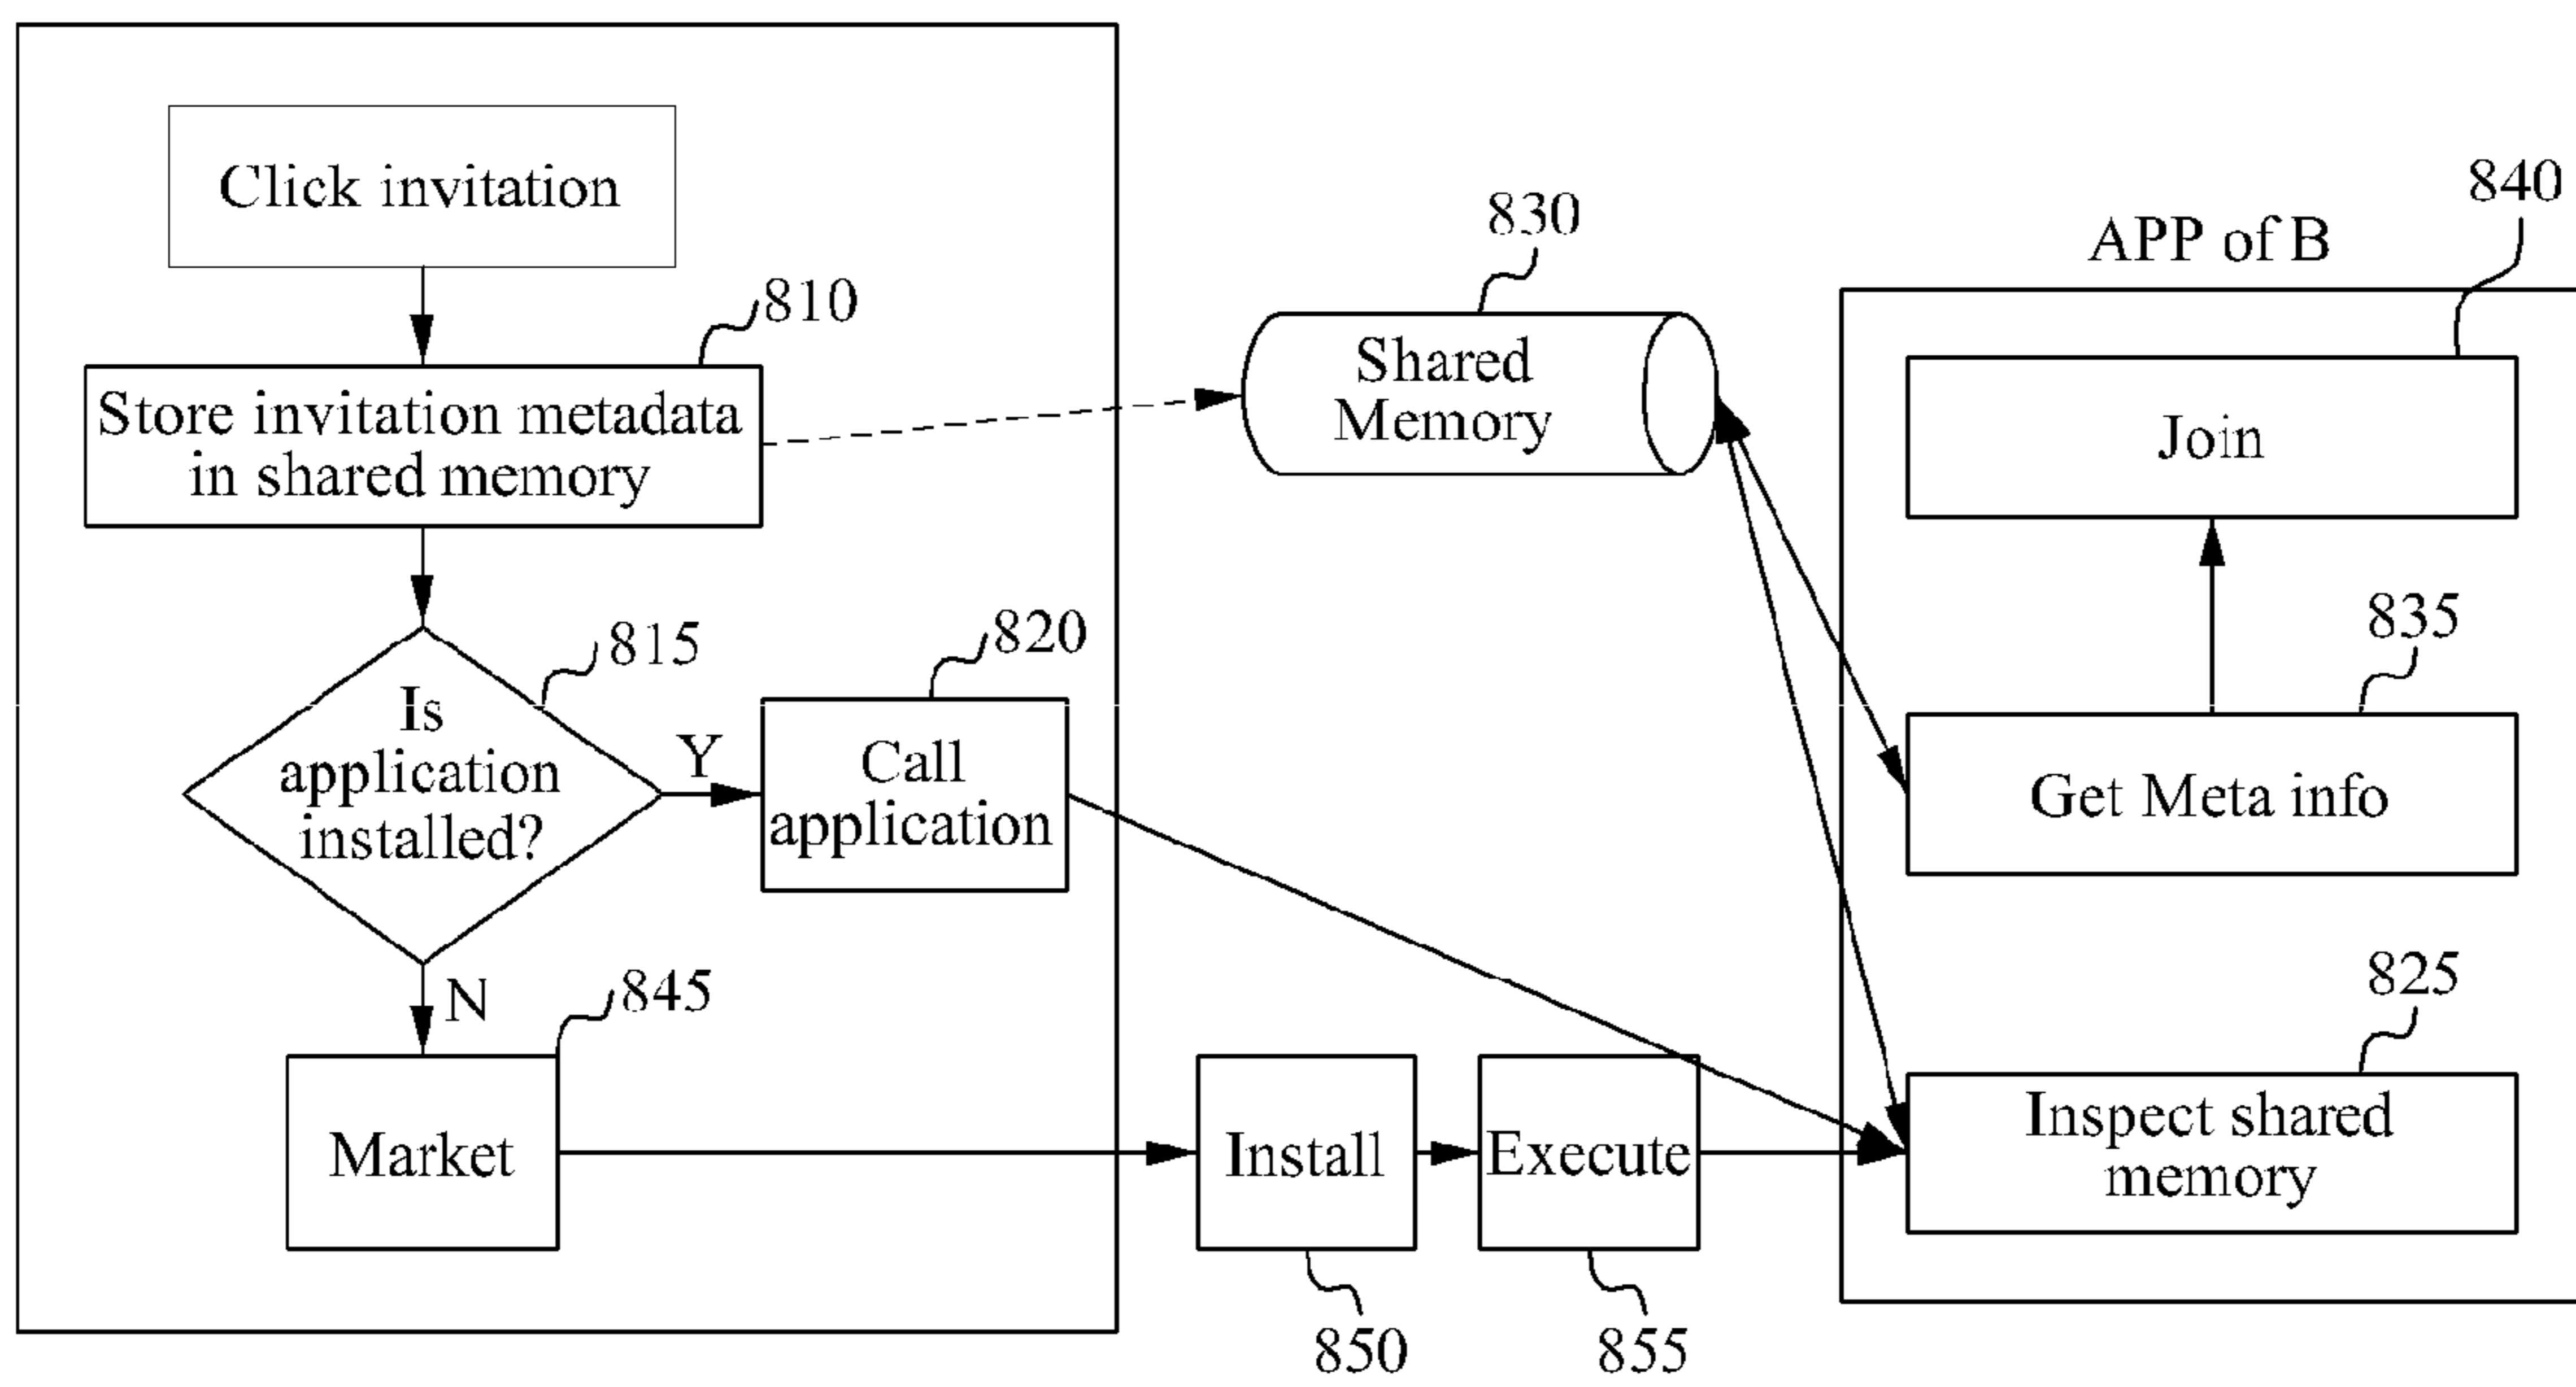 Click invitation
810
Store invitation metadata
in shared memory
815
Is
application
installed?
Y
N
820
Call
application
845
Market
830
Shared
Memory
850
Install
855
Execute
APP of B
840
Join
835
Get Meta info
825
Inspect shared
memory